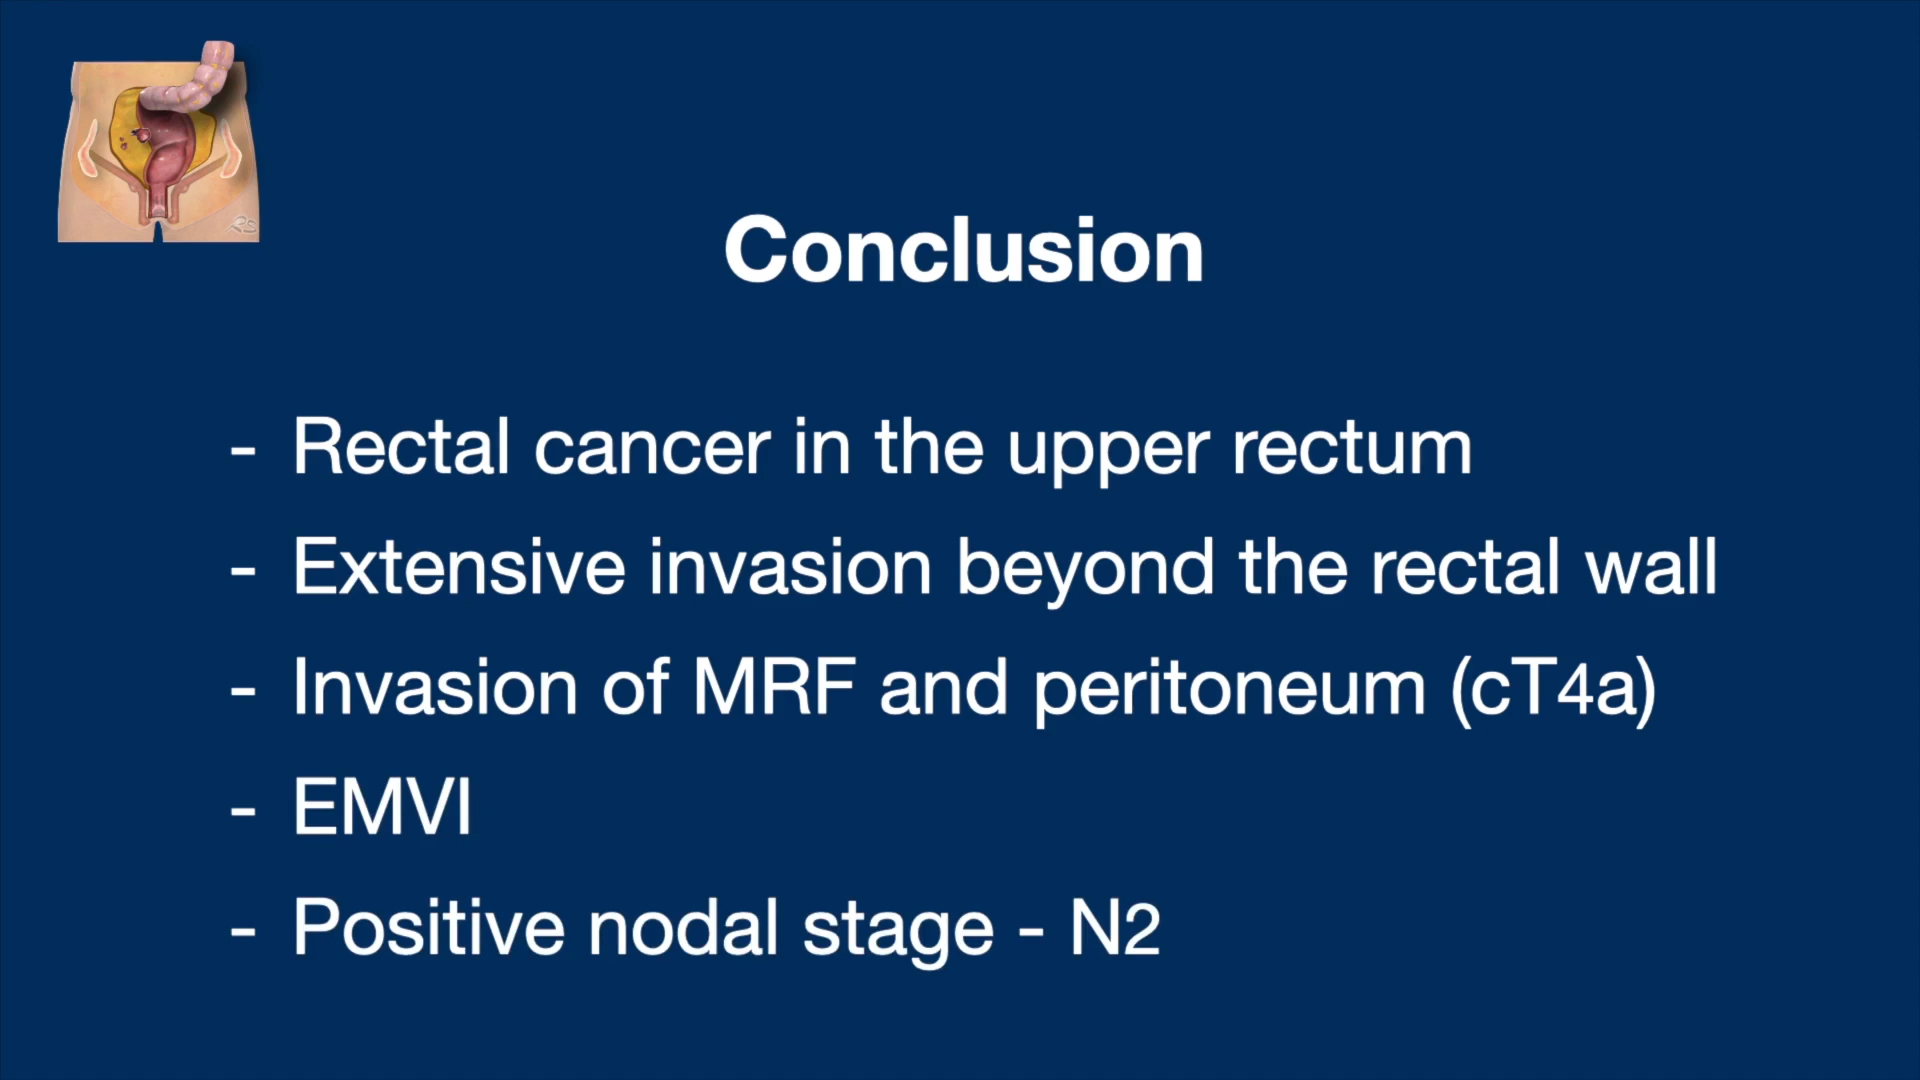 Conclusion
- Rectal cancer in the upper rectum
- Extensive invasion beyond the rectal wall
- Invasion of MRF and peritoneum (cT4a)
- EMVI
- Positive nodal stage - N2